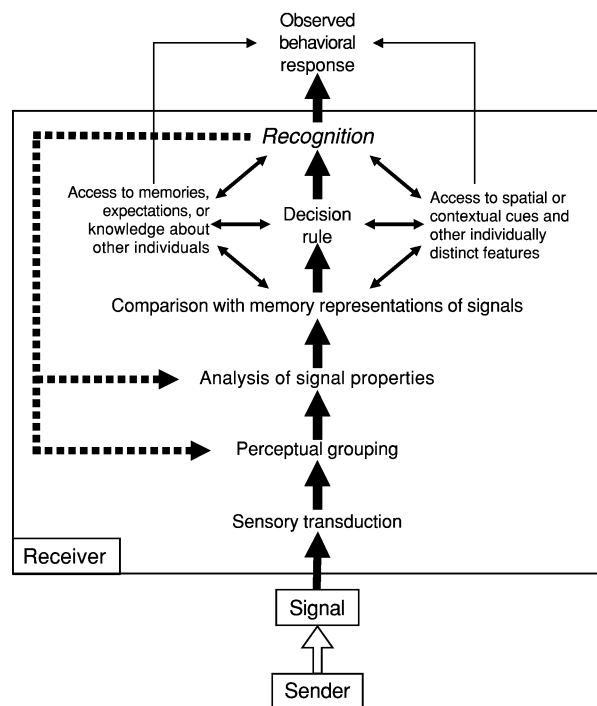 Observed
behavioral
response
Recognition
Access to memories,
expectations, or
knowledge about
other individuals
Decision
rule
Access to spatial or
contextual cues and
other individually
distinct features
Comparison with memory representations of signals
Analysis of signal properties
Perceptual grouping
Sensory transduction
Receiver
Signal
Sender